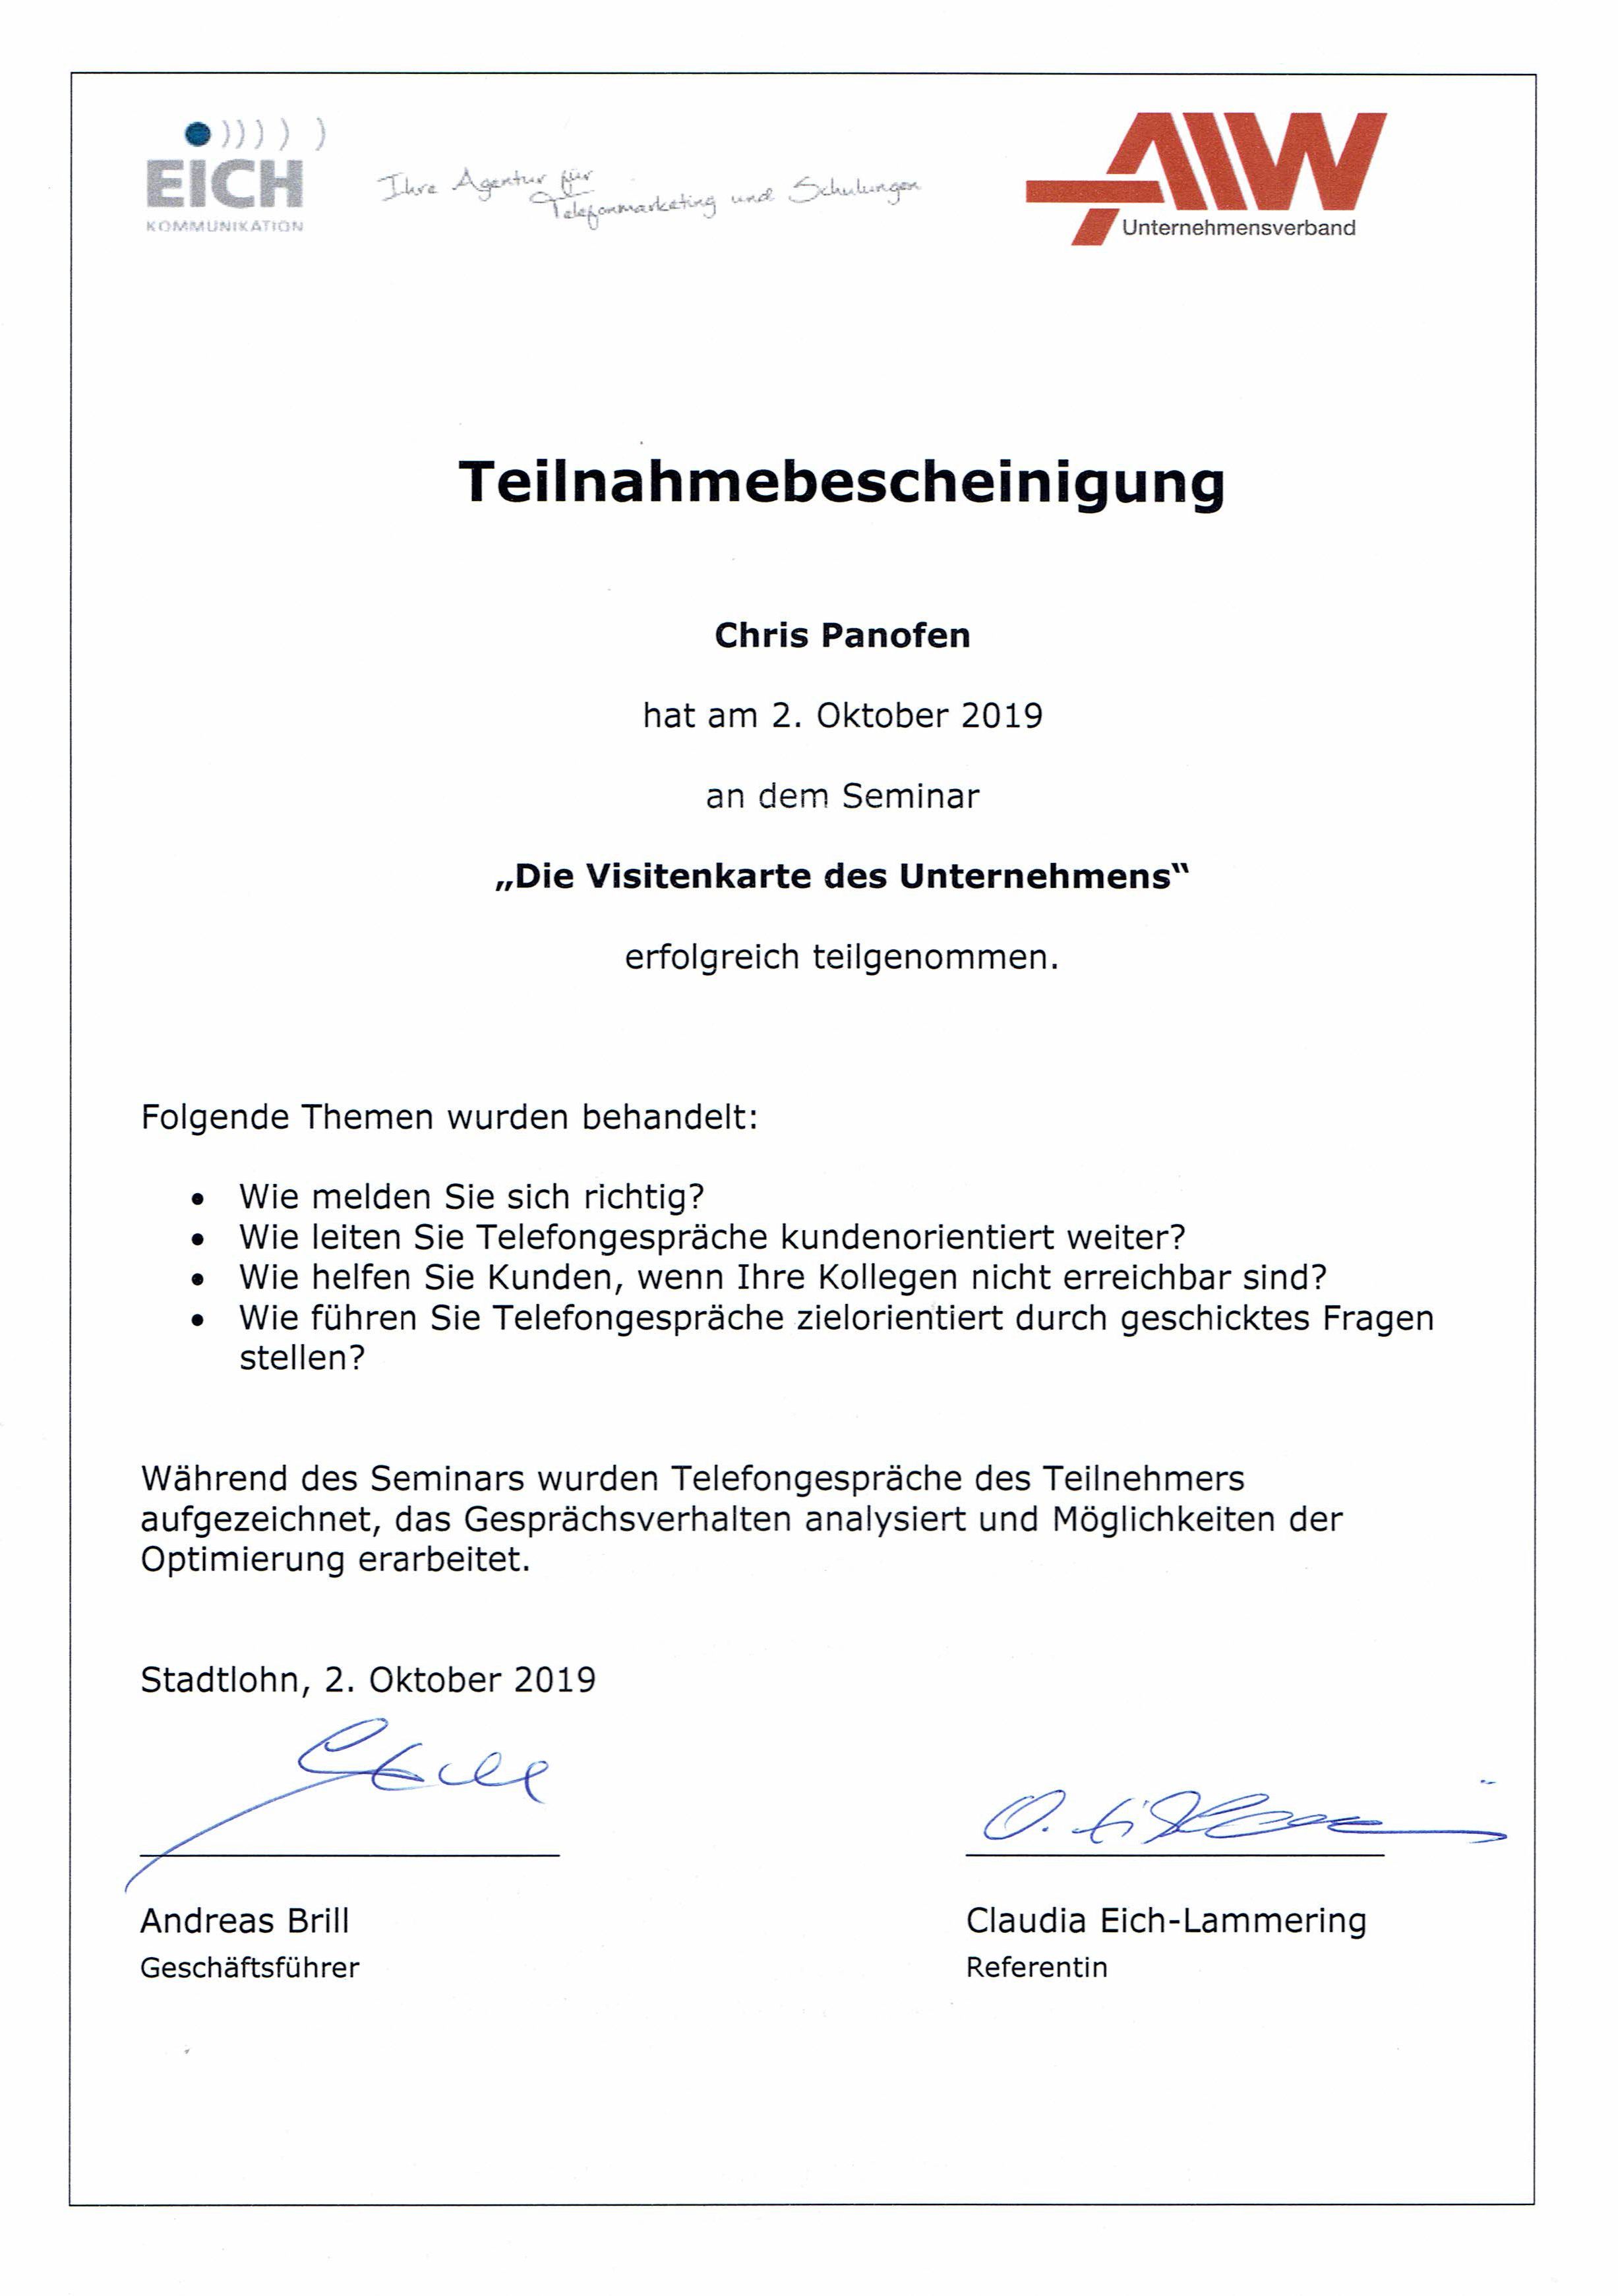 EICH
KOMMUNIKATION
Ihre Agentur für
Telefonmarketing und Schulungen
AIW
Unternehmensverband
Teilnahmebescheinigung
Chris Panofen
hat am 2. Oktober 2019
an dem Seminar
„Die Visitenkarte des Unternehmens“
erfolgreich teilgenommen.
Folgende Themen wurden behandelt:
• Wie melden Sie sich richtig?
• Wie leiten Sie Telefongespräche kundenorientiert weiter?
• Wie helfen Sie Kunden, wenn Ihre Kollegen nicht erreichbar sind?
• Wie führen Sie Telefongespräche zielorientiert durch geschicktes Fragen
stellen?
Während des Seminars wurden Telefongespräche des Teilnehmers
aufgezeichnet, das Gesprächsverhalten analysiert und Möglichkeiten der
Optimierung erarbeitet.
Stadtlohn, 2. Oktober 2019
Andreas Brill
Geschäftsführer
Claudia Eich-Lammering
Referentin